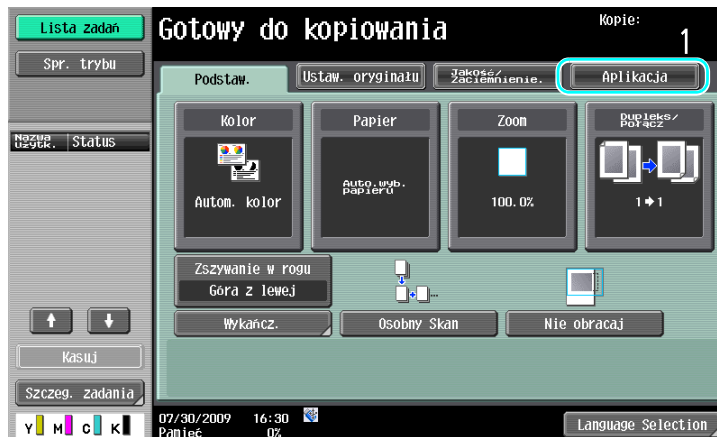 Lista zadań
Gotowy do kopiowania
Kopie:
1
Spr. trybu
Podstaw.
Ustaw. oryginału
Jakość/
zaciemnienie.
Aplikacja
Nazwa
użytk.
Status
Kolor
Papier
Zoom
Dupleks/
Połącz
Autom. kolor
Auto.wyb.
papieru
100.0%
1→1
Zszywanie w rogu
Góra z lewej
Wykańcz.
Osobny Skan
Nie obracaj
Kasuj
Szczeg. zadania
Y M C K
07/30/2009 16:30
Pamięć 0%
Language Selection